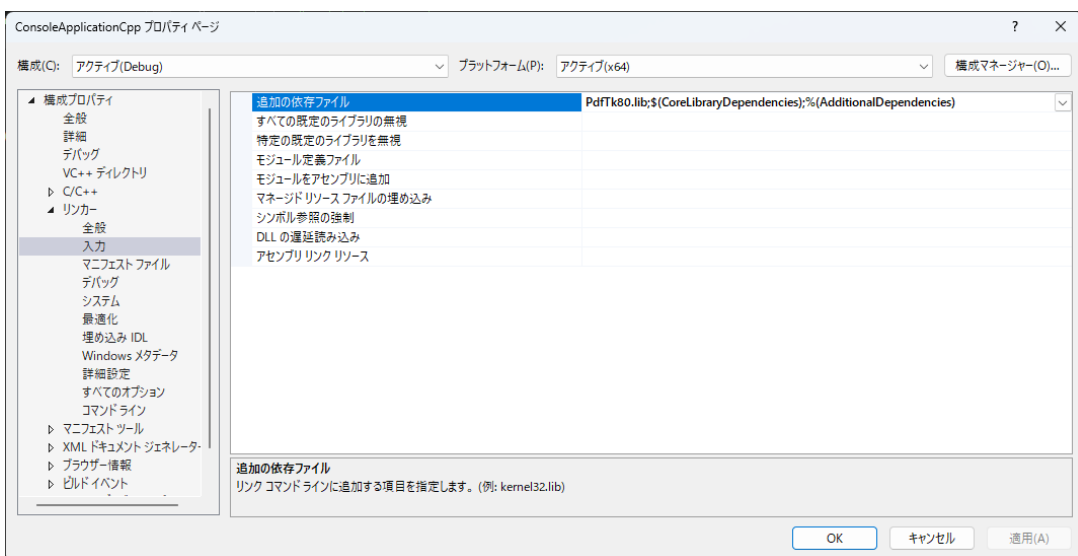 ConsoleApplicationCpp プロパティ ページ
? ×
構成(C): アクティブ(Debug) プラットフォーム(P): アクティブ(x64) 構成マネージャー(O)...
構成プロパティ
全般
詳細
デバッグ
VC++ ディレクトリ
C/C++
リンカー
全般
入力
マニフェスト ファイル
デバッグ
システム
最適化
埋め込み IDL
Windows メタデータ
詳細設定
すべてのオプション
コマンド ライン
マニフェスト ツール
XML ドキュメント ジェネレーター
ブラウザー情報
ビルド イベント
追加の依存ファイル PdfTk80.lib;$(CoreLibraryDependencies);%(AdditionalDependencies)
すべての既定のライブラリの無視
特定の既定のライブラリを無視
モジュール定義ファイル
モジュールをアセンブリに追加
マネージド リソース ファイルの埋め込み
シンボル参照の強制
DLL の遅延読み込み
アセンブリ リンク リソース
追加の依存ファイル
リンク コマンド ラインに追加する項目を指定します。(例: kernel32.lib)
OK キャンセル 適用(A)